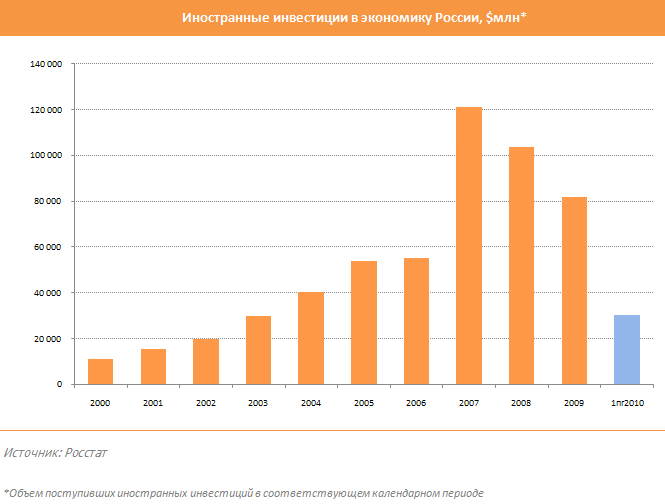 Иностранные инвестиции в экономику России, $млн*
140 000
120 000
100 000
80 000
60 000
40 000
20 000
0
2000 2001 2002 2003 2004 2005 2006 2007 2008 2009 1пг2010
Источник: Росстат
*Объем поступивших иностранных инвестиций в соответствующем календарном периоде